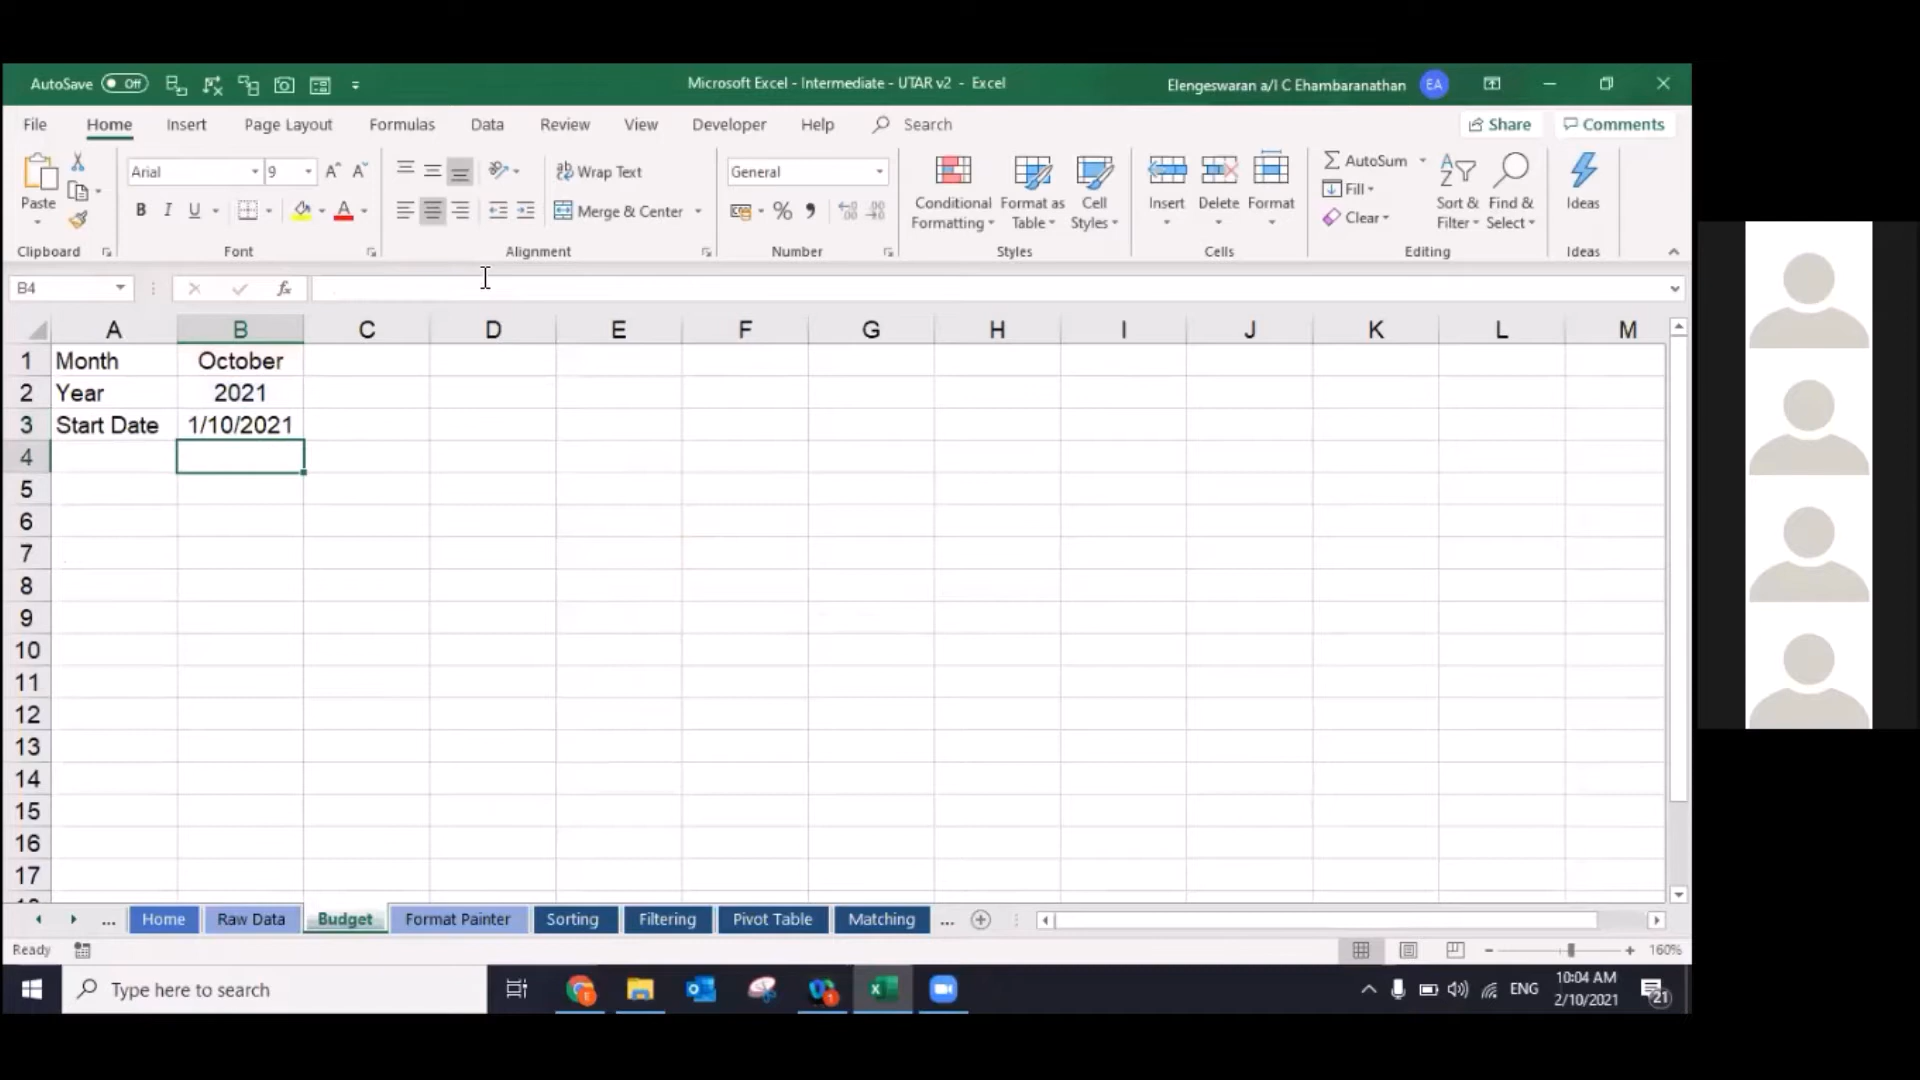 AutoSave Off
Microsoft Excel - Intermediate - UTAR v2 - Excel
Elengeswaran a/l C Ehambaranathan EA
File Home Insert Page Layout Formulas Data Review View Developer Help Search Share Comments
Paste
Clipboard
Arial 9
B I U A
Font
Wrap Text
Merge & Center
Alignment
General
%
Number
Conditional Formatting
Format as Table
Cell Styles
Styles
Insert Delete Format
Cells
AutoSum
Fill
Clear
Sort & Filter
Find & Select
Editing
Ideas
Ideas
B4 fx
A B C D E F G H I J K L M
1 Month October
2 Year 2021
3 Start Date 1/10/2021
4
5
6
7
8
9
10
11
12
13
14
15
16
17
... Home Raw Data Budget Format Painter Sorting Filtering Pivot Table Matching ...
Ready 160%
Type here to search
ENG
10:04 AM
2/10/2021
21